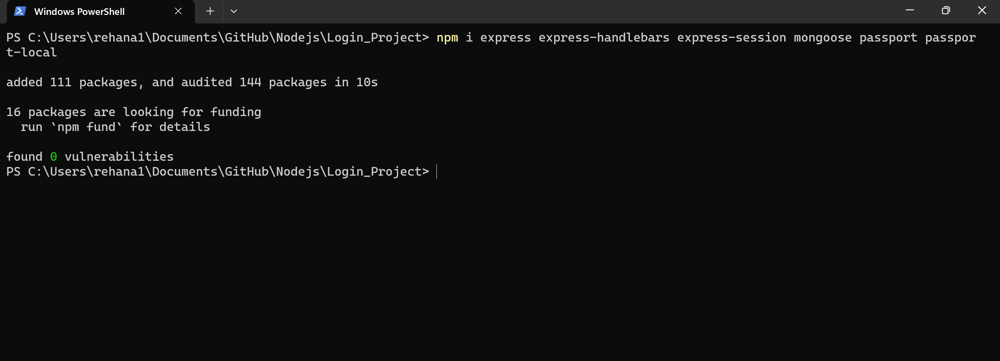 Windows PowerShell
PS C:\Users\rehana1\Documents\GitHub\Nodejs\Login_Project> npm i express express-handlebars express-session mongoose passport passpor
t-local
added 111 packages, and audited 144 packages in 10s
16 packages are looking for funding
  run `npm fund` for details
found 0 vulnerabilities
PS C:\Users\rehana1\Documents\GitHub\Nodejs\Login_Project>